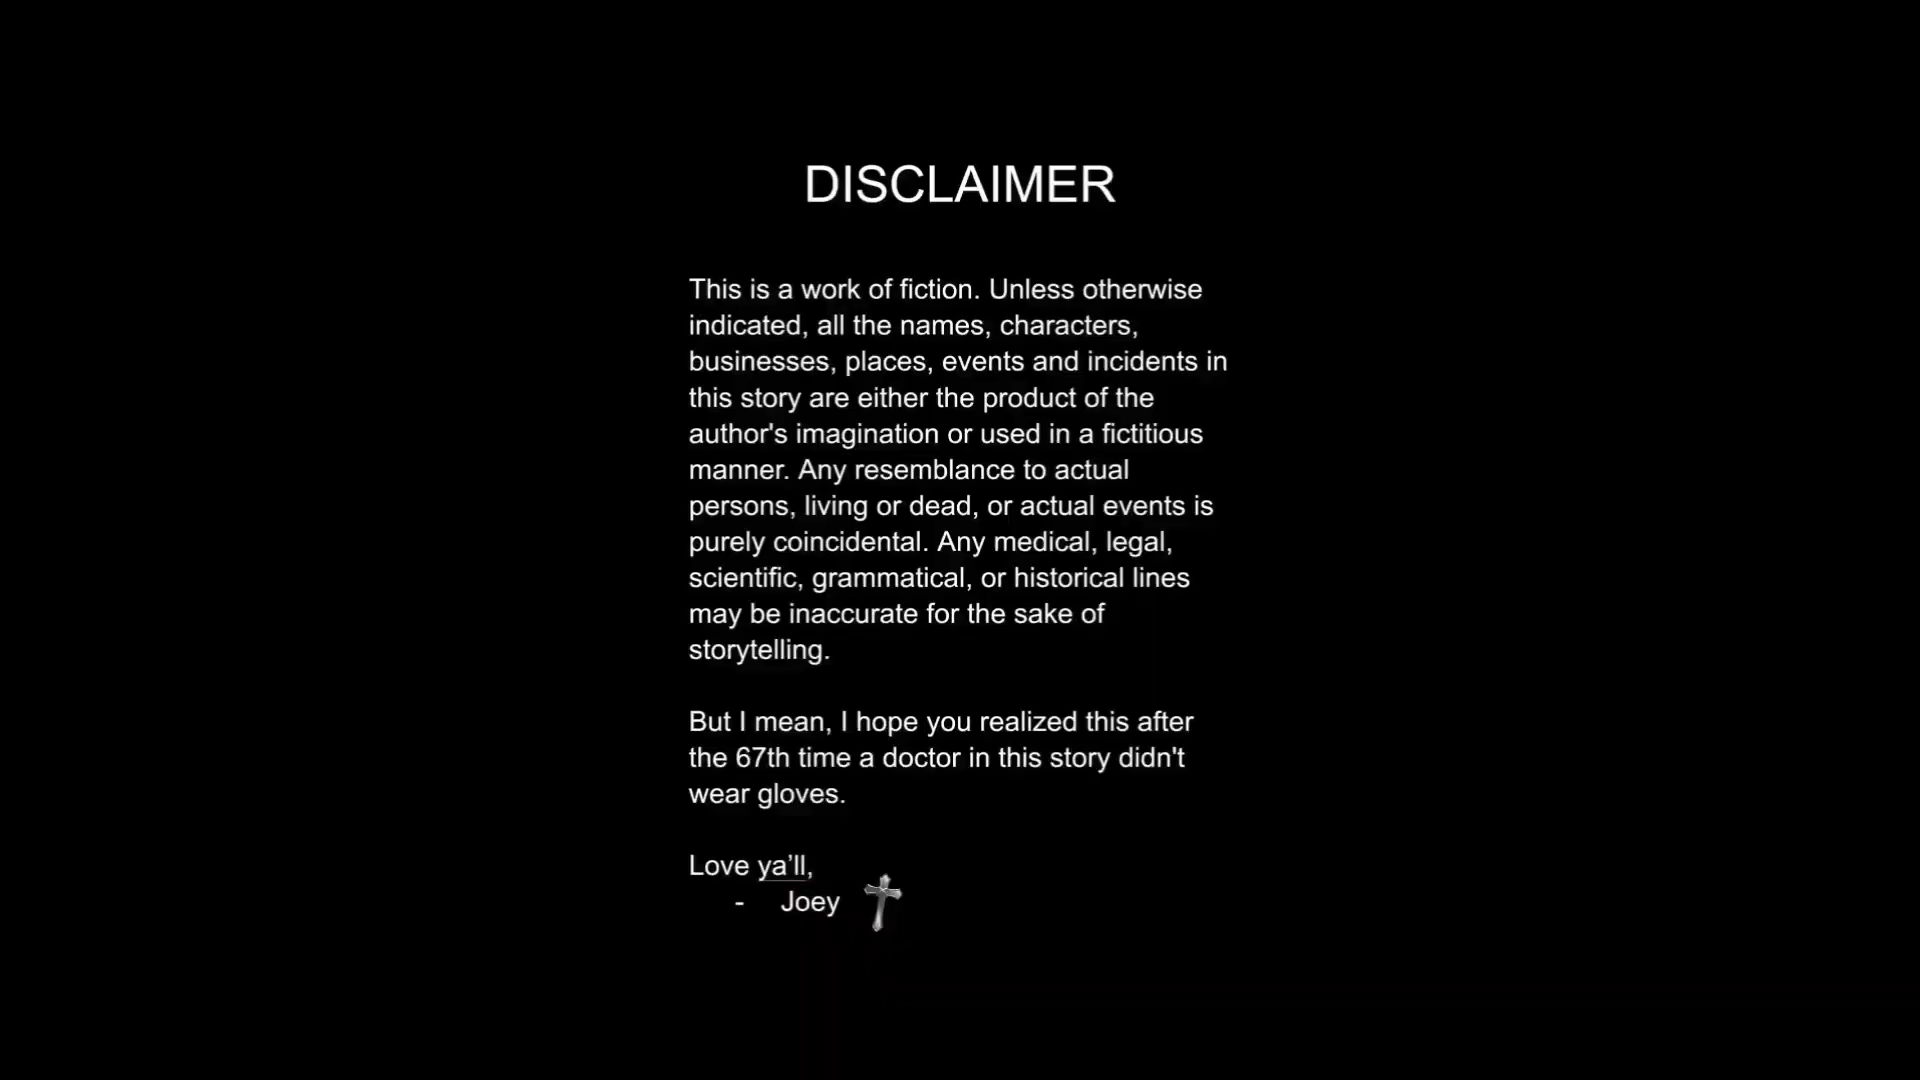 DISCLAIMER
This is a work of fiction. Unless otherwise
indicated, all the names, characters,
businesses, places, events and incidents in
this story are either the product of the
author's imagination or used in a fictitious
manner. Any resemblance to actual
persons, living or dead, or actual events is
purely coincidental. Any medical, legal,
scientific, grammatical, or historical lines
may be inaccurate for the sake of
storytelling.
But I mean, I hope you realized this after
the 67th time a doctor in this story didn't
wear gloves.
Love ya’ll,
- Joey